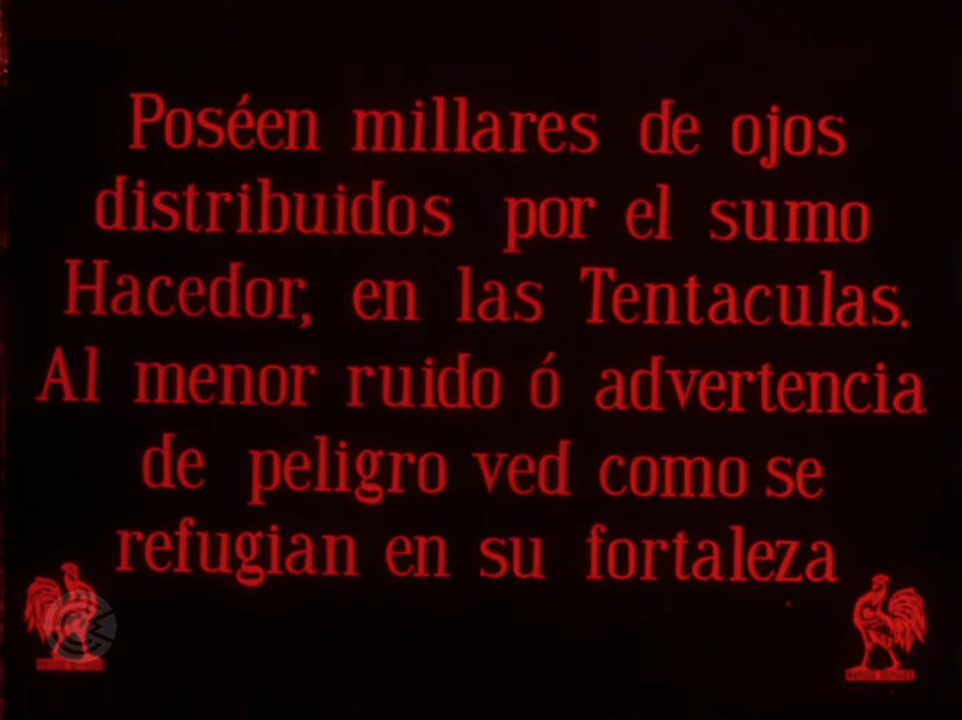 Poséen millares de ojos
distribuidos por el sumo
Hacedor, en las Tentaculas.
Al menor ruido ó advertencia
de peligro ved como se
refugian en su fortaleza